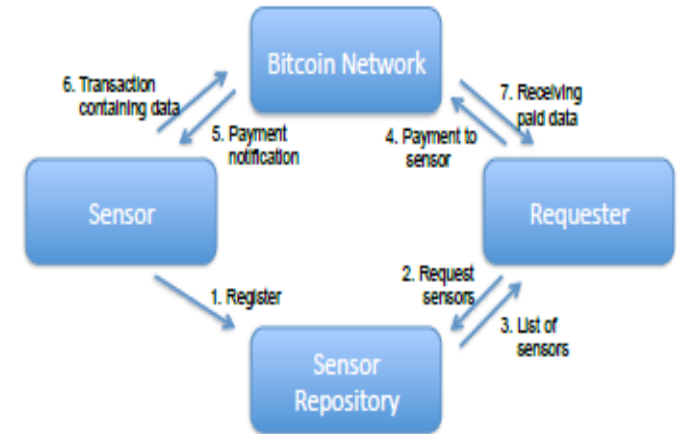 Bitcoin Network
6. Transaction
containing data
7. Receiving
paid data
5. Payment
notification
4. Payment to
sensor
Sensor
Requester
1. Register
2. Request
sensors
3. List of
sensors
Sensor
Repository